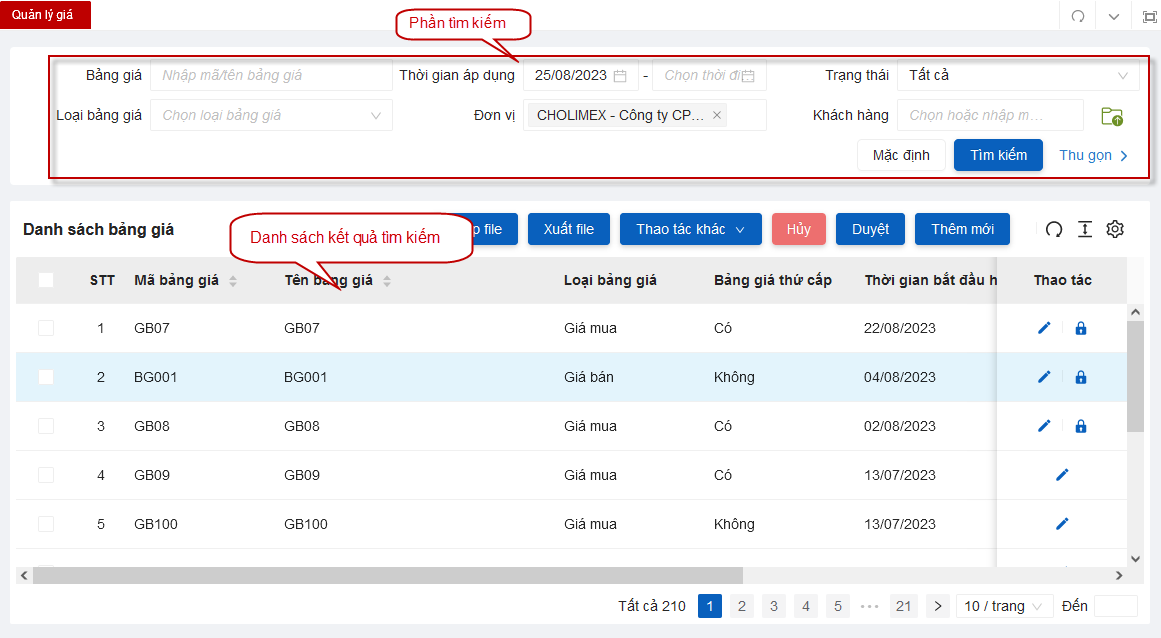 Quản lý giá
Phần tìm kiếm
Bảng giá Nhập mã/tên bảng giá Thời gian áp dụng 25/08/2023 - Chọn thời đi Trạng thái Tất cả
Loại bảng giá Chọn loại bảng giá Đơn vị CHOLIMEX - Công ty CP... × Khách hàng Chọn hoặc nhập m...
Mặc định Tìm kiếm Thu gọn
Danh sách bảng giá file Xuất file Thao tác khác Hủy Duyệt Thêm mới
Danh sách kết quả tìm kiếm
STT Mã bảng giá Tên bảng giá Loại bảng giá Bảng giá thứ cấp Thời gian bắt đầu h Thao tác
1 GB07 GB07 Giá mua Có 22/08/2023
2 BG001 BG001 Giá bán Không 04/08/2023
3 GB08 GB08 Giá mua Có 02/08/2023
4 GB09 GB09 Giá mua Có 13/07/2023
5 GB100 GB100 Giá mua Không 13/07/2023
Tất cả 210 1 2 3 4 5 ••• 21 > 10 / trang Đến